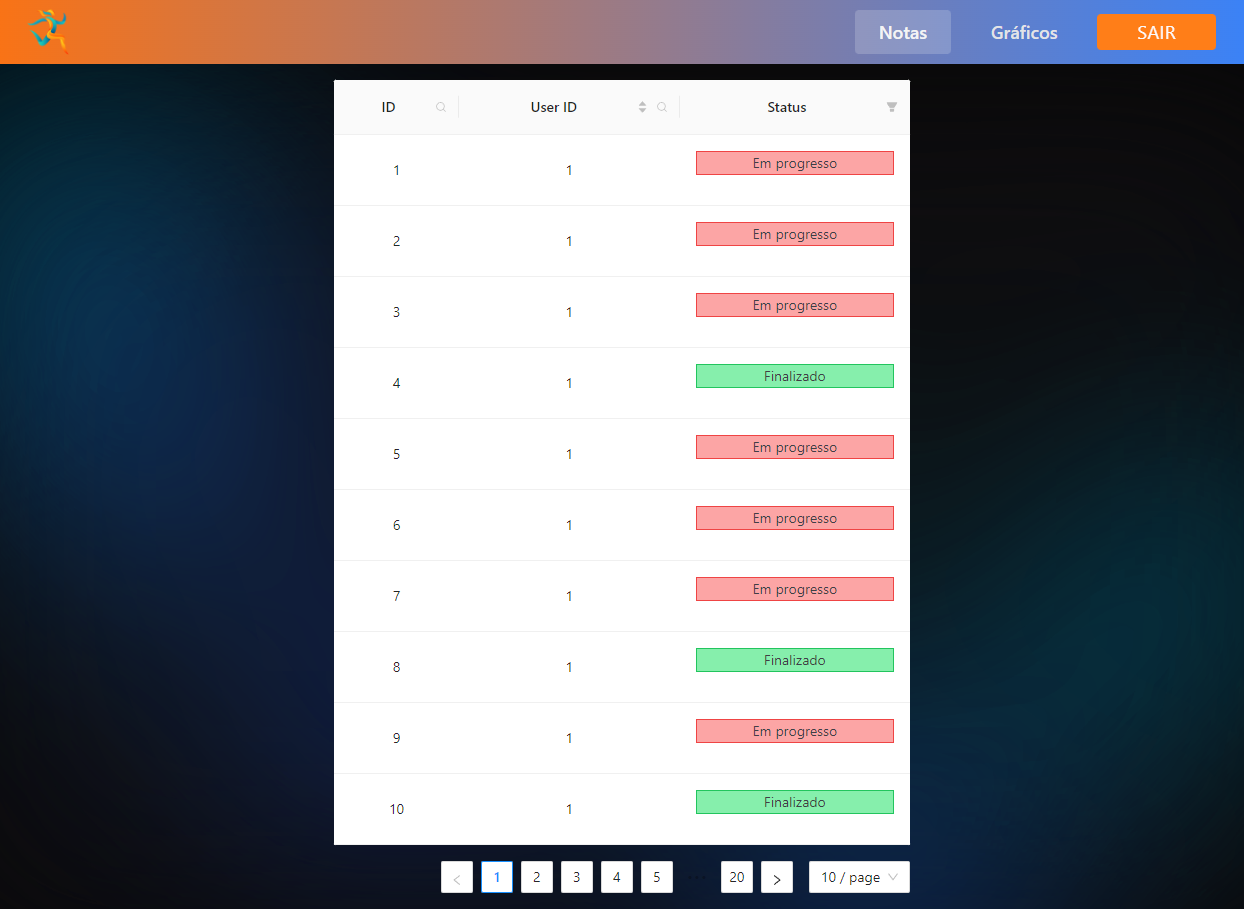 Notas Gráficos SAIR
ID User ID Status
1 1 Em progresso
2 1 Em progresso
3 1 Em progresso
4 1 Finalizado
5 1 Em progresso
6 1 Em progresso
7 1 Em progresso
8 1 Finalizado
9 1 Em progresso
10 1 Finalizado
< 1 2 3 4 5 ••• 20 > 10 / page